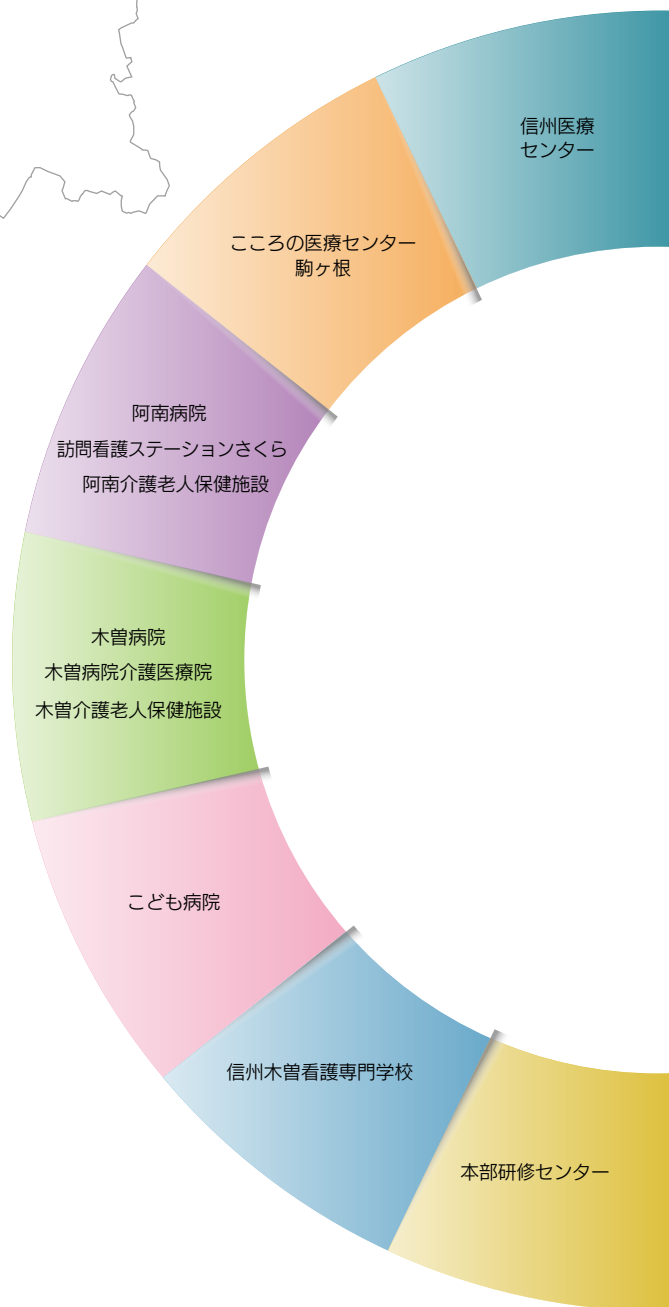 信州医療
センター
こころの医療センター
駒ヶ根
阿南病院
訪問看護ステーションさくら
阿南介護老人保健施設
木曽病院
木曽病院介護医療院
木曽介護老人保健施設
こども病院
信州木曽看護専門学校
本部研修センター